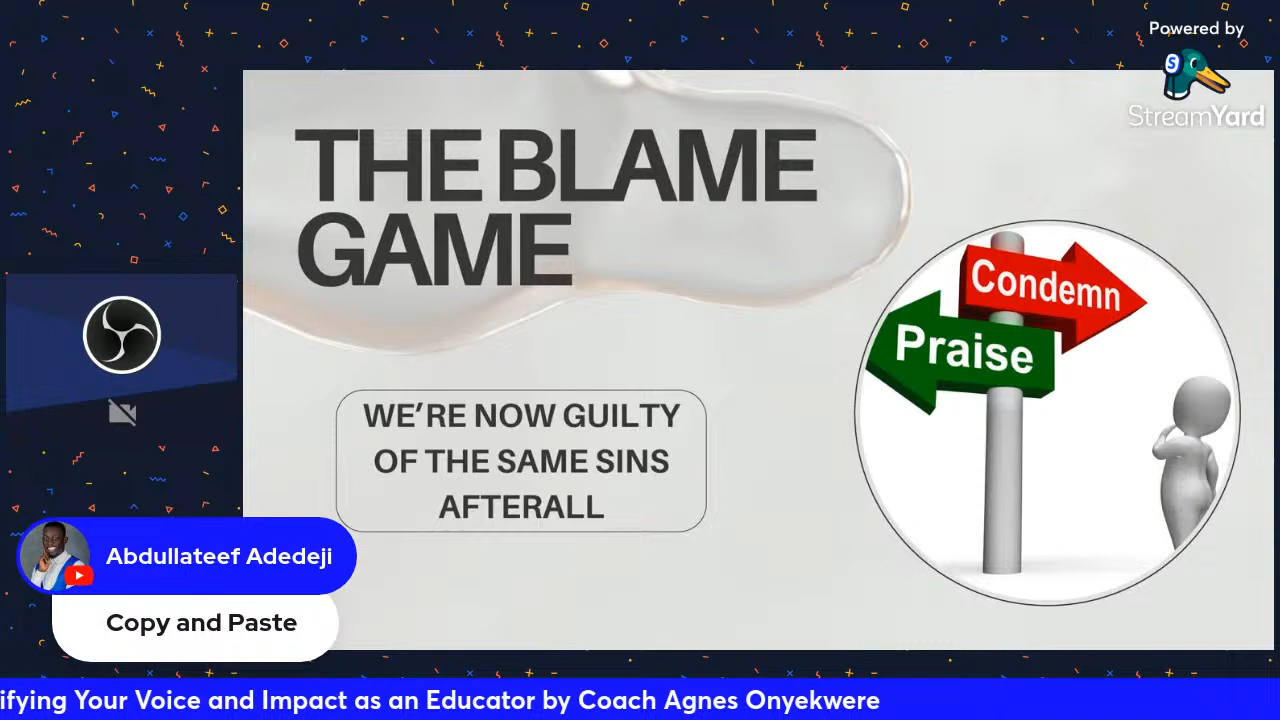 Powered by
S
StreamYard
THE BLAME
GAME
Condemn
Praise
WE’RE NOW GUILTY
OF THE SAME SINS
AFTERALL
Abdullateef Adedeji
Copy and Paste
ifying Your Voice and Impact as an Educator by Coach Agnes Onyekwere